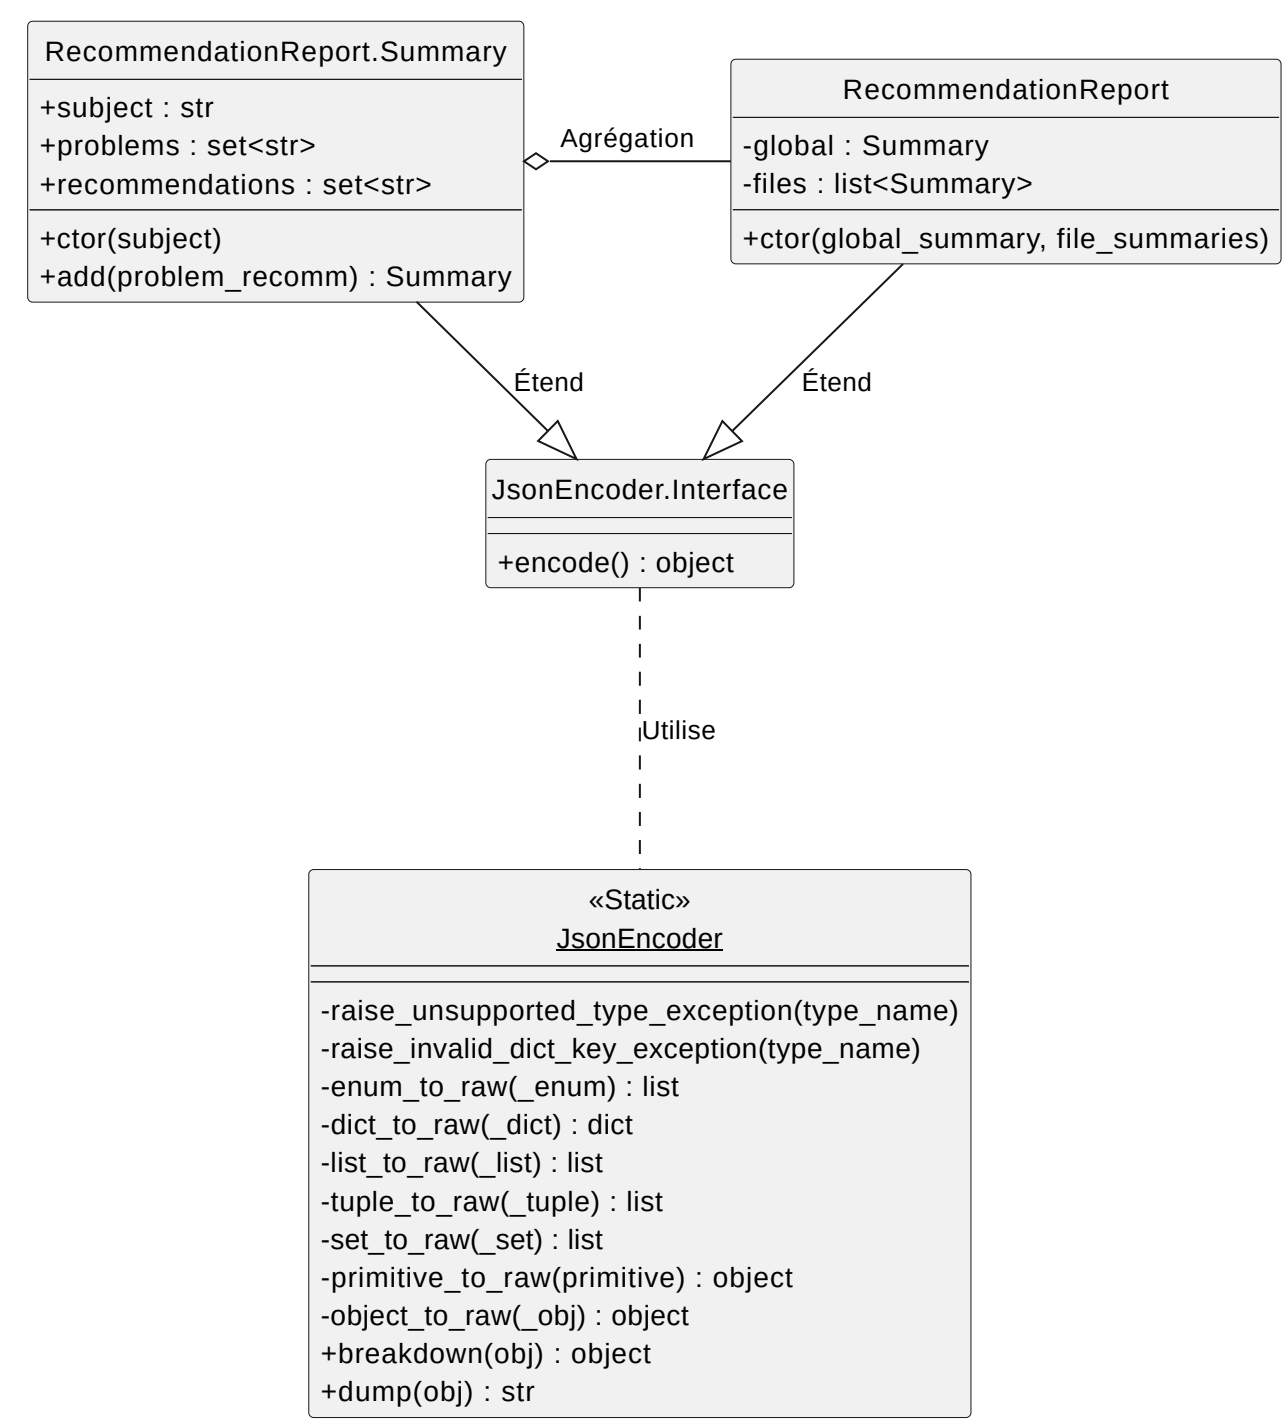 RecommendationReport.Summary
+subject : str
+problems : set<str>
+recommendations : set<str>
+ctor(subject)
+add(problem_recomm) : Summary
Agrégation
RecommendationReport
-global : Summary
-files : list<Summary>
+ctor(global_summary, file_summaries)
Étend
Étend
JsonEncoder.Interface
+encode() : object
Utilise
«Static»
JsonEncoder
-raise_unsupported_type_exception(type_name)
-raise_invalid_dict_key_exception(type_name)
-enum_to_raw(_enum) : list
-dict_to_raw(_dict) : dict
-list_to_raw(_list) : list
-tuple_to_raw(_tuple) : list
-set_to_raw(_set) : list
-primitive_to_raw(primitive) : object
-object_to_raw(_obj) : object
+breakdown(obj) : object
+dump(obj) : str